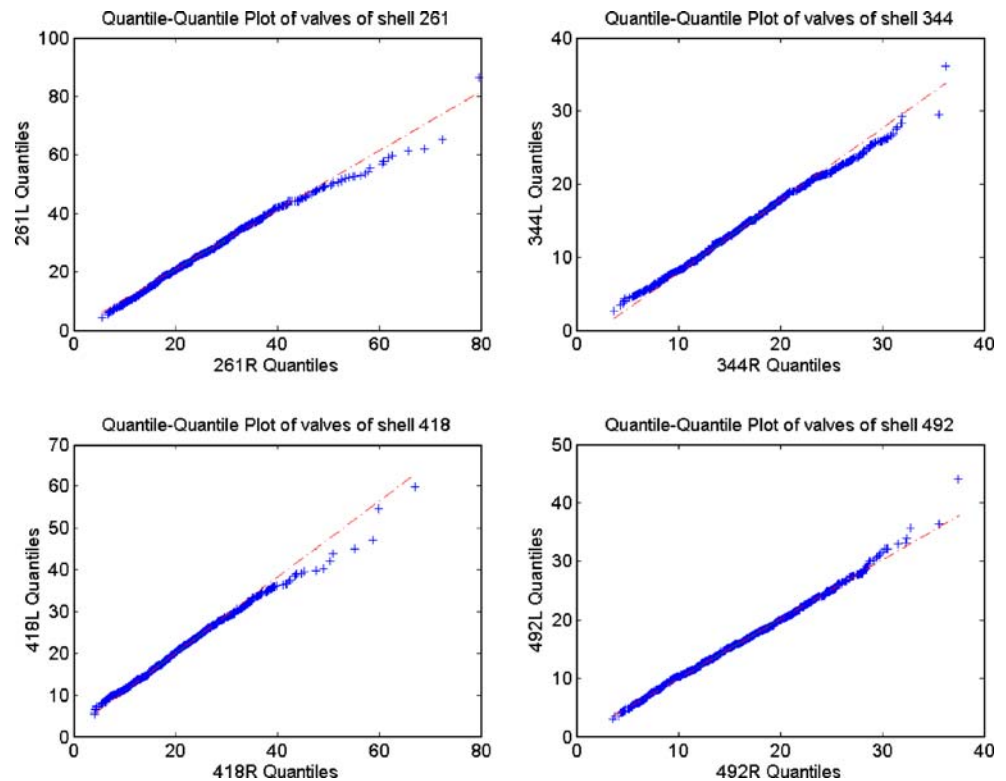 Quantile-Quantile Plot of valves of shell 261
100
80
60
40
20
0
261L Quantiles
0 20 40 60 80
261R Quantiles
Quantile-Quantile Plot of valves of shell 344
40
30
20
10
0
344L Quantiles
0 10 20 30 40
344R Quantiles
Quantile-Quantile Plot of valves of shell 418
70
60
50
40
30
20
10
0
418L Quantiles
0 20 40 60 80
418R Quantiles
Quantile-Quantile Plot of valves of shell 492
50
40
30
20
10
0
492L Quantiles
0 10 20 30 40
492R Quantiles